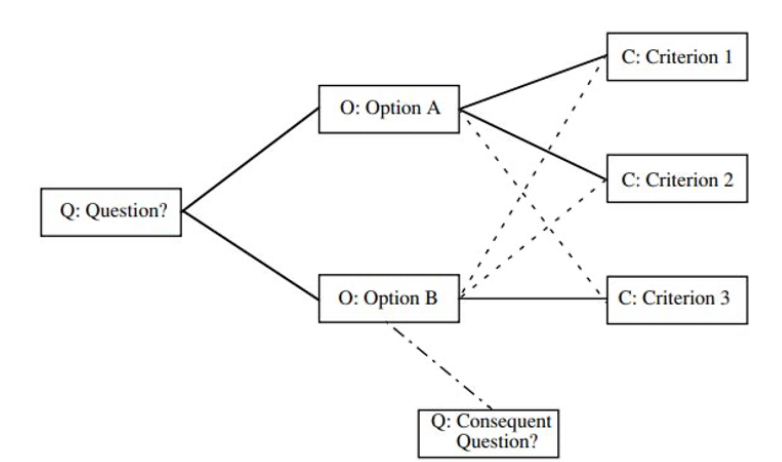 C: Criterion 1
O: Option A
C: Criterion 2
Q: Question?
O: Option B
C: Criterion 3
Q: Consequent
Question?